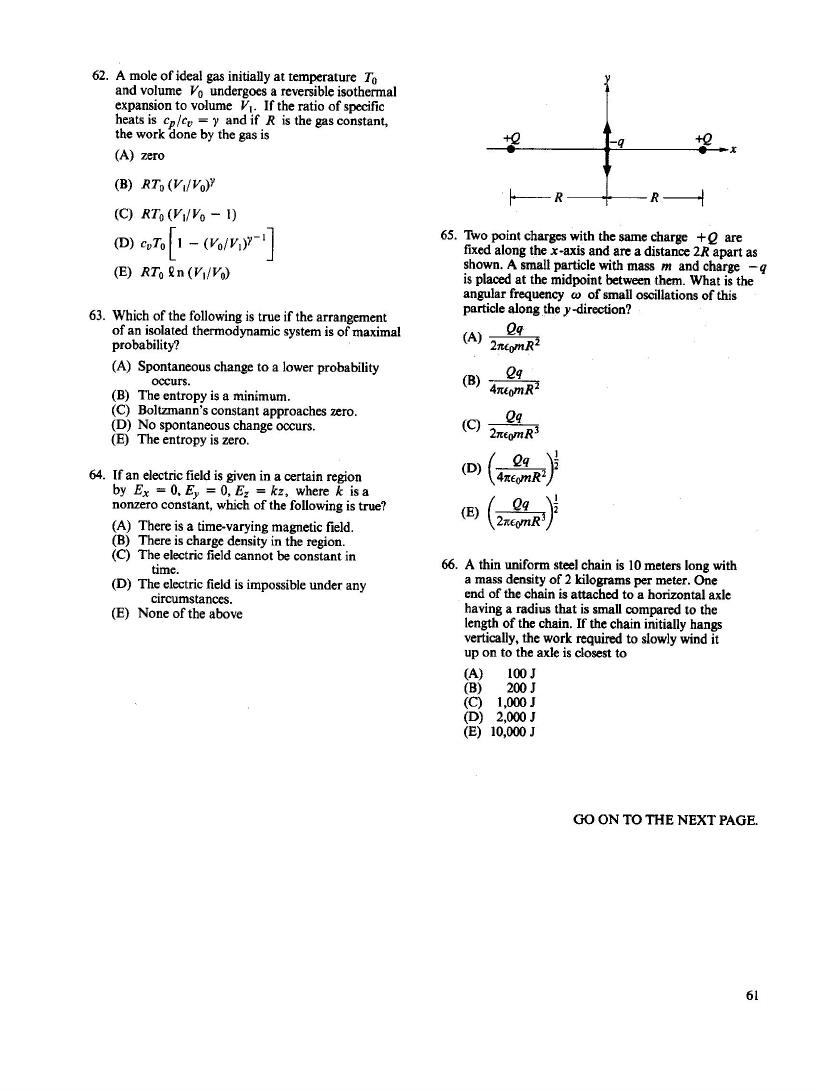 62. A mole of ideal gas initially at temperature T₀
and volume V₀ undergoes a reversible isothermal
expansion to volume V₁. If the ratio of specific
heats is cₚ/cᵥ = γ and if R is the gas constant,
the work done by the gas is
(A) zero
(B) RT₀ (V₁/V₀)^γ
(C) RT₀ (V₁/V₀ − 1)
(D) cᵥT₀ [1 − (V₀/V₁)^(γ−1)]
(E) RT₀ ℓn (V₁/V₀)
63. Which of the following is true if the arrangement
of an isolated thermodynamic system is of maximal
probability?
(A) Spontaneous change to a lower probability
occurs.
(B) The entropy is a minimum.
(C) Boltzmann's constant approaches zero.
(D) No spontaneous change occurs.
(E) The entropy is zero.
64. If an electric field is given in a certain region
by Eₓ = 0, E_y = 0, E_z = kz, where k is a
nonzero constant, which of the following is true?
(A) There is a time-varying magnetic field.
(B) There is charge density in the region.
(C) The electric field cannot be constant in
time.
(D) The electric field is impossible under any
circumstances.
(E) None of the above
y
+Q −q +Q x
R R
65. Two point charges with the same charge +Q are
fixed along the x-axis and are a distance 2R apart as
shown. A small particle with mass m and charge −q
is placed at the midpoint between them. What is the
angular frequency ω of small oscillations of this
particle along the y-direction?
(A) Qq/2πε₀mR²
(B) Qq/4πε₀mR²
(C) Qq/2πε₀mR³
(D) (Qq/4πε₀mR²)^½
(E) (Qq/2πε₀mR³)^½
66. A thin uniform steel chain is 10 meters long with
a mass density of 2 kilograms per meter. One
end of the chain is attached to a horizontal axle
having a radius that is small compared to the
length of the chain. If the chain initially hangs
vertically, the work required to slowly wind it
up on to the axle is closest to
(A) 100 J
(B) 200 J
(C) 1,000 J
(D) 2,000 J
(E) 10,000 J
GO ON TO THE NEXT PAGE.
61